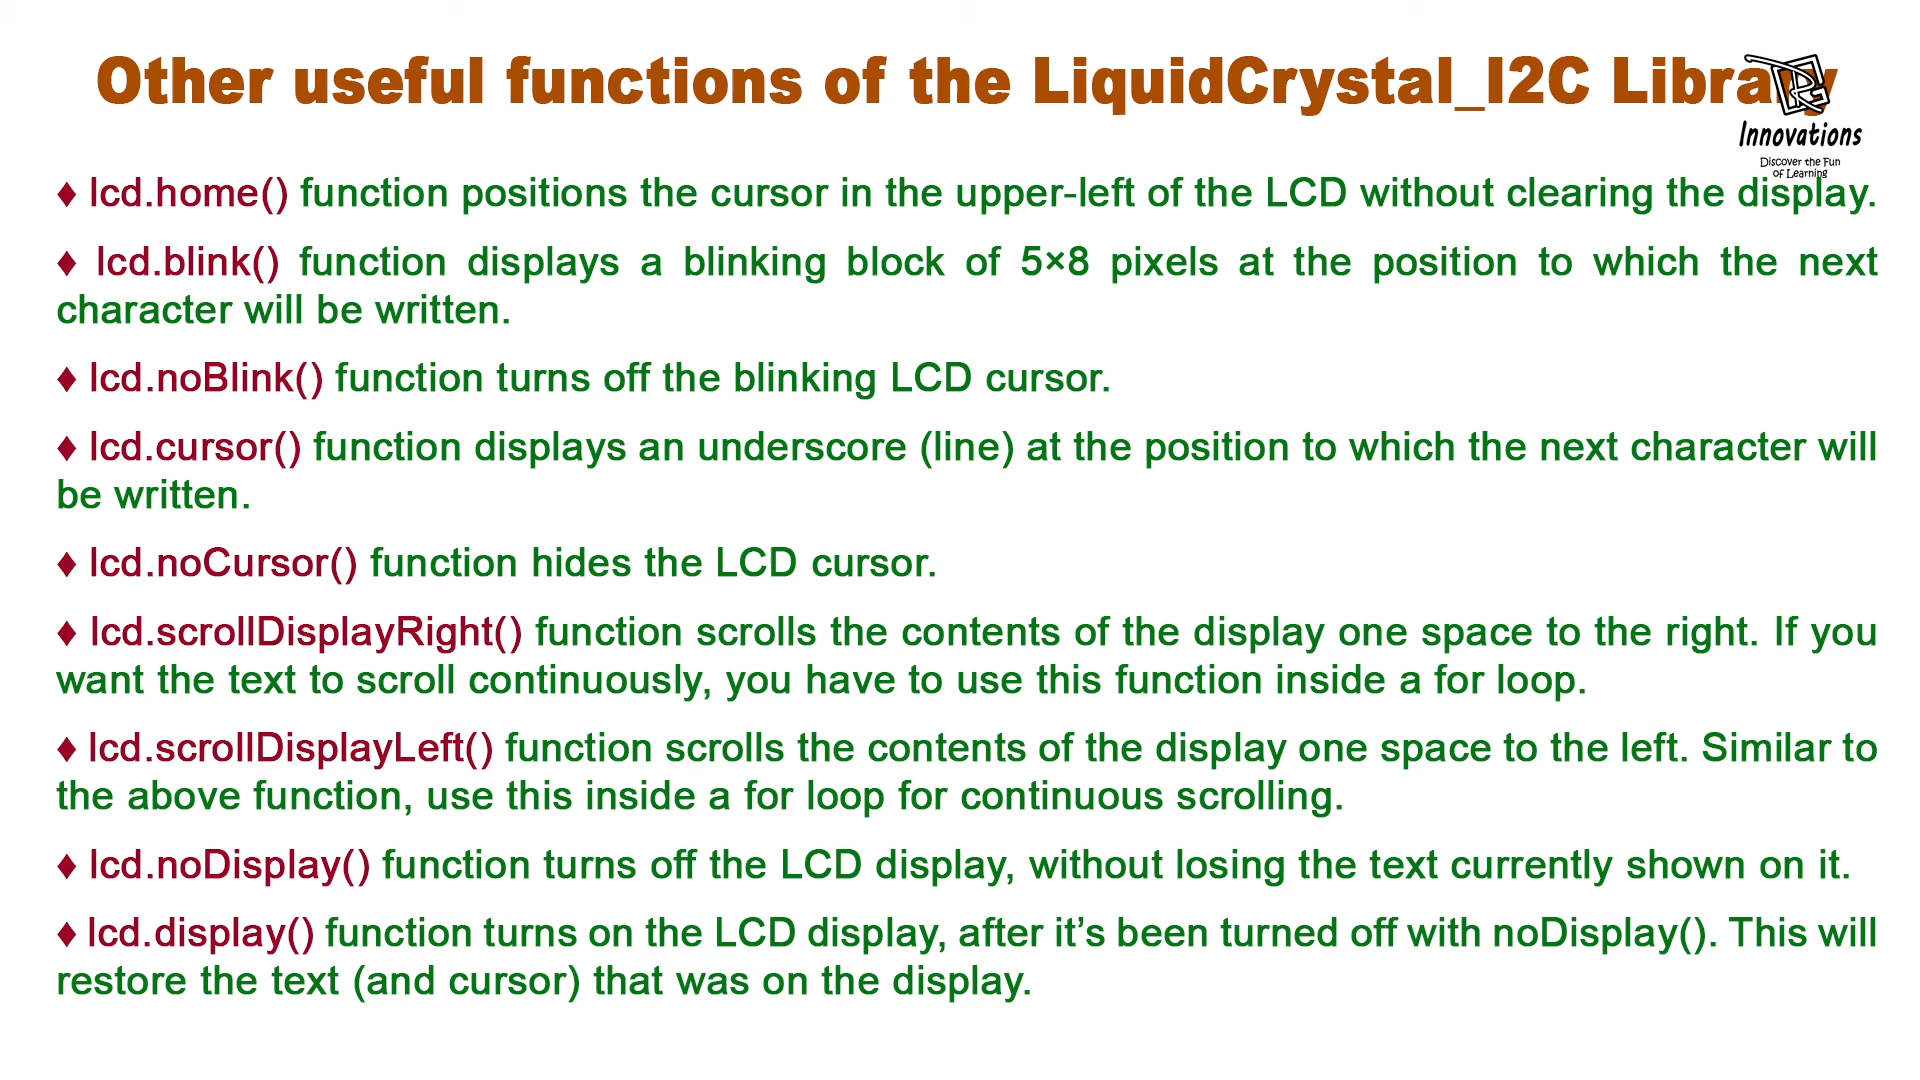 Other useful functions of the LiquidCrystal_I2C Library
Innovations
Discover the Fun
of Learning
♦ lcd.home() function positions the cursor in the upper-left of the LCD without clearing the display.
♦ lcd.blink() function displays a blinking block of 5×8 pixels at the position to which the next
character will be written.
♦ lcd.noBlink() function turns off the blinking LCD cursor.
♦ lcd.cursor() function displays an underscore (line) at the position to which the next character will
be written.
♦ lcd.noCursor() function hides the LCD cursor.
♦ lcd.scrollDisplayRight() function scrolls the contents of the display one space to the right. If you
want the text to scroll continuously, you have to use this function inside a for loop.
♦ lcd.scrollDisplayLeft() function scrolls the contents of the display one space to the left. Similar to
the above function, use this inside a for loop for continuous scrolling.
♦ lcd.noDisplay() function turns off the LCD display, without losing the text currently shown on it.
♦ lcd.display() function turns on the LCD display, after it’s been turned off with noDisplay(). This will
restore the text (and cursor) that was on the display.